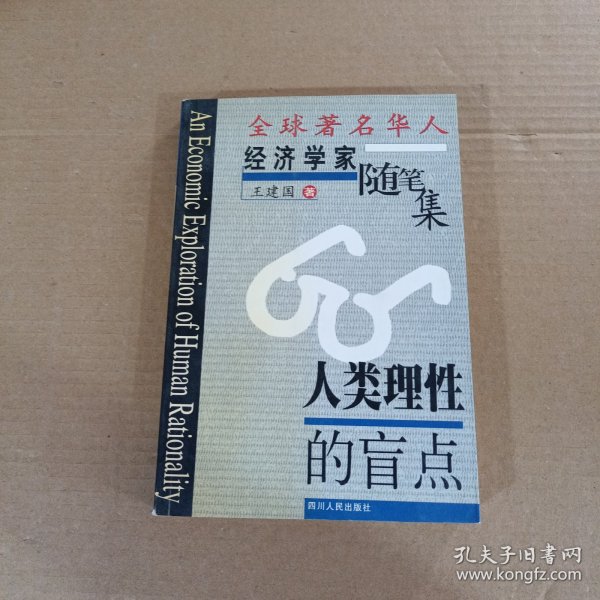 An Economic Exploration of Human Rationality
全球著名华人
经济学家
随笔集
王建国 著
人类理性
的盲点
四川人民出版社
孔夫子旧书网
www.kongfz.com